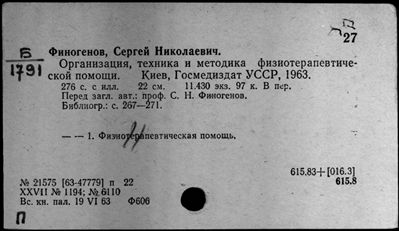 27
Б
1791
Финогенов, Сергей Николаевич.
Организация, техника и методика физиотерапевтиче-
ской помощи. Киев, Госмедиздат УССР, 1963.
276 с. с илл. 22 см. 11.430 экз. 97 к. В пер.
Перед загл. авт.: проф. С. Н. Финогенов.
Библиогр.: с. 267—271.
— — 1. Физиотерапевтическая помощь.
615.83+[016.3]
615.8
№ 21575 [63-47779] п 22
XXVII № 1194; № 6110
Вс. кн. пал. 19 VI 63 Ф606
П